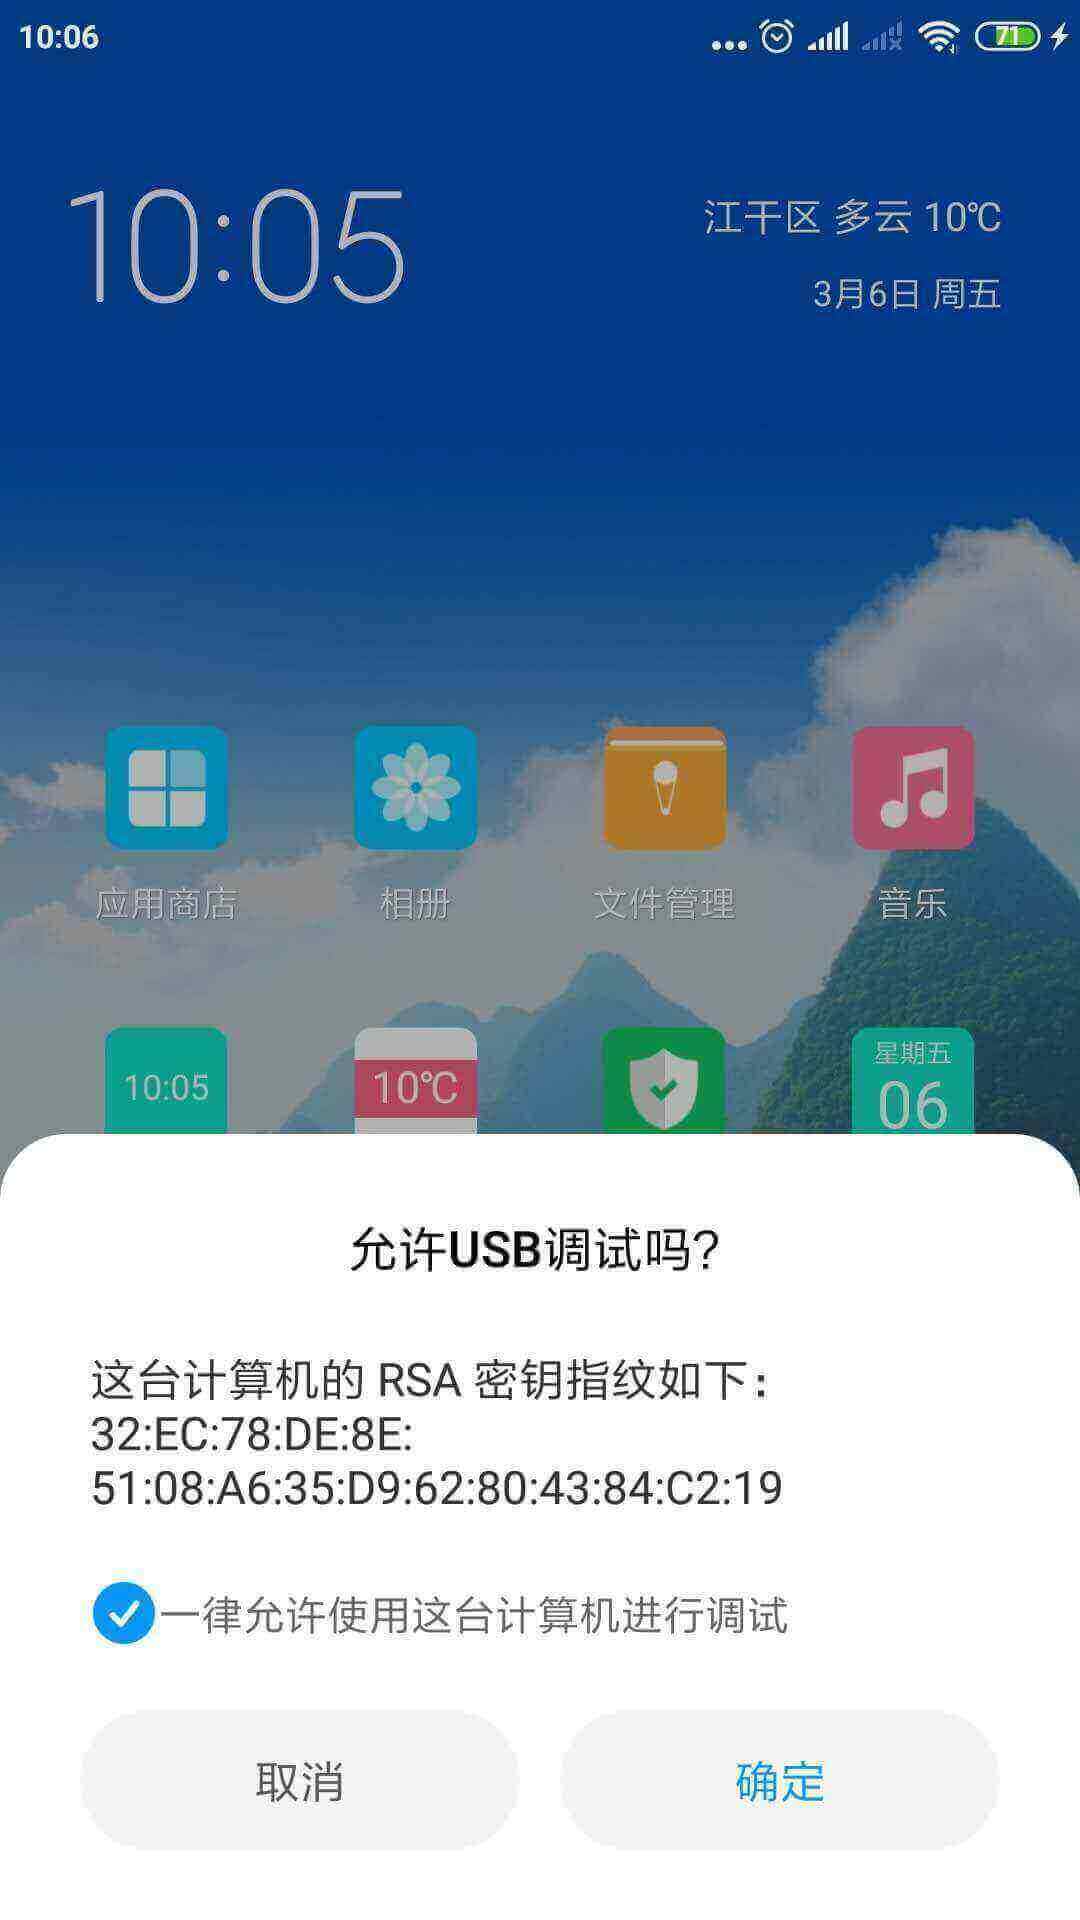 10:06
71
10:05
江干区 多云 10℃
3月6日 周五
应用商店
相册
文件管理
音乐
10:05
10℃
星期五
06
允许USB调试吗?
这台计算机的 RSA 密钥指纹如下：
32:EC:78:DE:8E:
51:08:A6:35:D9:62:80:43:84:C2:19
一律允许使用这台计算机进行调试
取消
确定